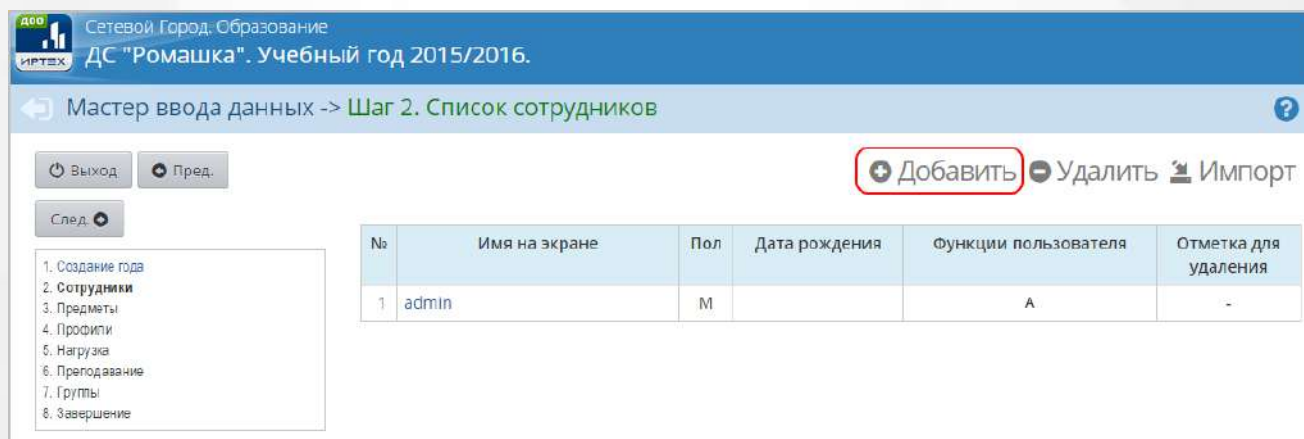 ДОО
ИРТЕХ
Сетевой Город. Образование
ДС "Ромашка". Учебный год 2015/2016.
Мастер ввода данных -> Шаг 2. Список сотрудников
?
Выход Пред.
Добавить Удалить Импорт
След.
1. Создание года
2. Сотрудники
3. Предметы
4. Профили
5. Нагрузка
6. Преподавание
7. Группы
8. Завершение
№ Имя на экране Пол Дата рождения Функции пользователя Отметка для
удаления
1 admin М А -